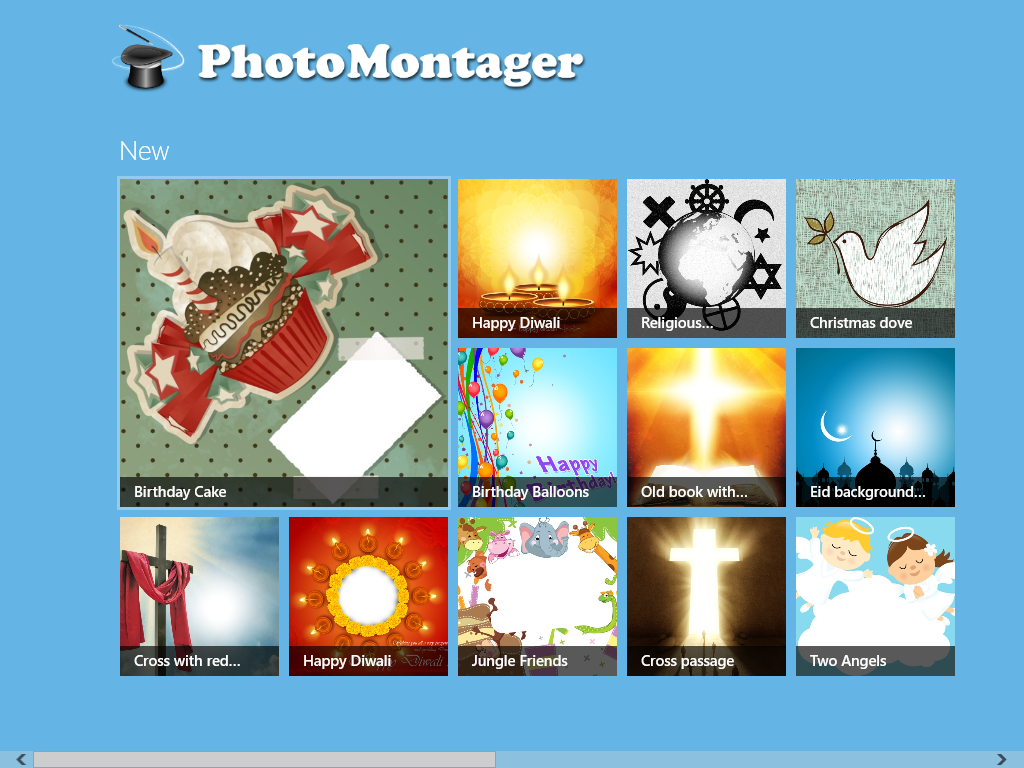 PhotoMontager
New
Birthday Cake
Happy Diwali
Religious...
Christmas dove
Happy
Birthday!
Birthday Balloons
Old book with...
Eid background...
Cross with red...
Diwali
Happy Diwali
Jungle Friends
Cross passage
Two Angels